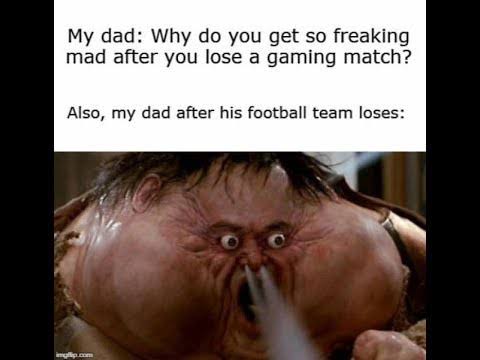 My dad: Why do you get so freaking
mad after you lose a gaming match?
Also, my dad after his football team loses:
imgflip.com